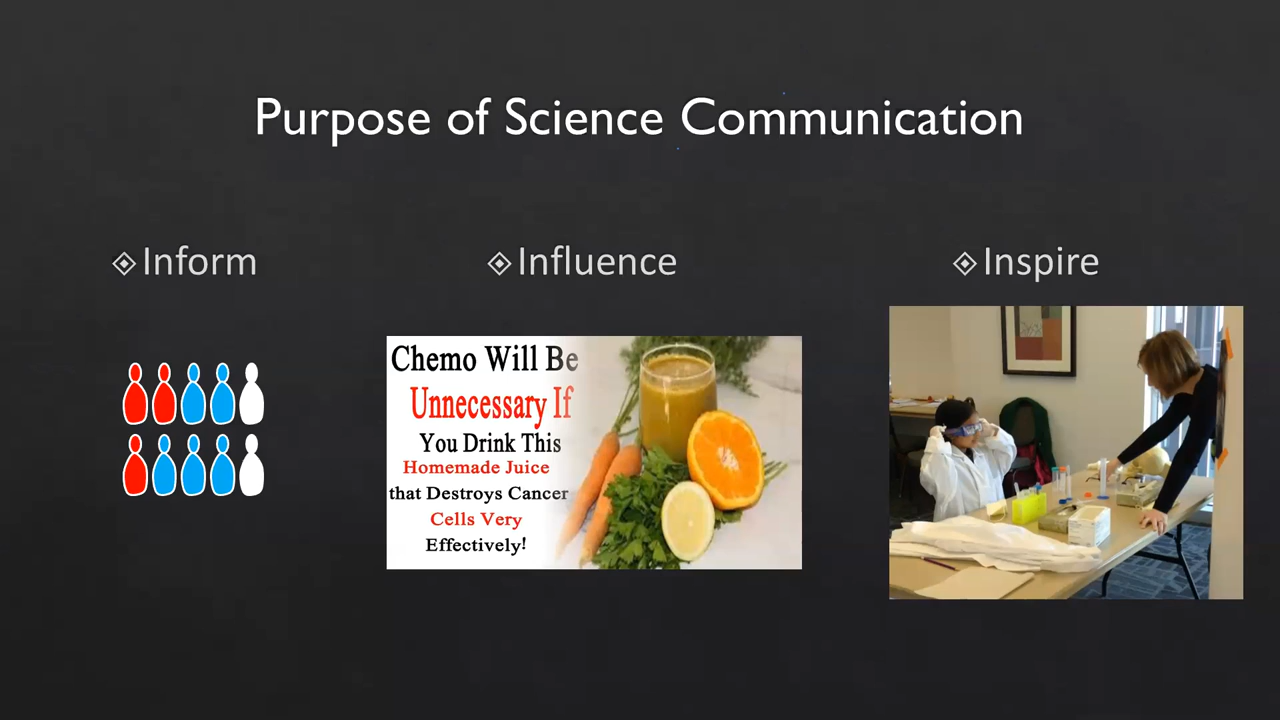 Purpose of Science Communication
Inform
Influence
Inspire
Chemo Will Be
Unnecessary If
You Drink This
Homemade Juice
that Destroys Cancer
Cells Very
Effectively!